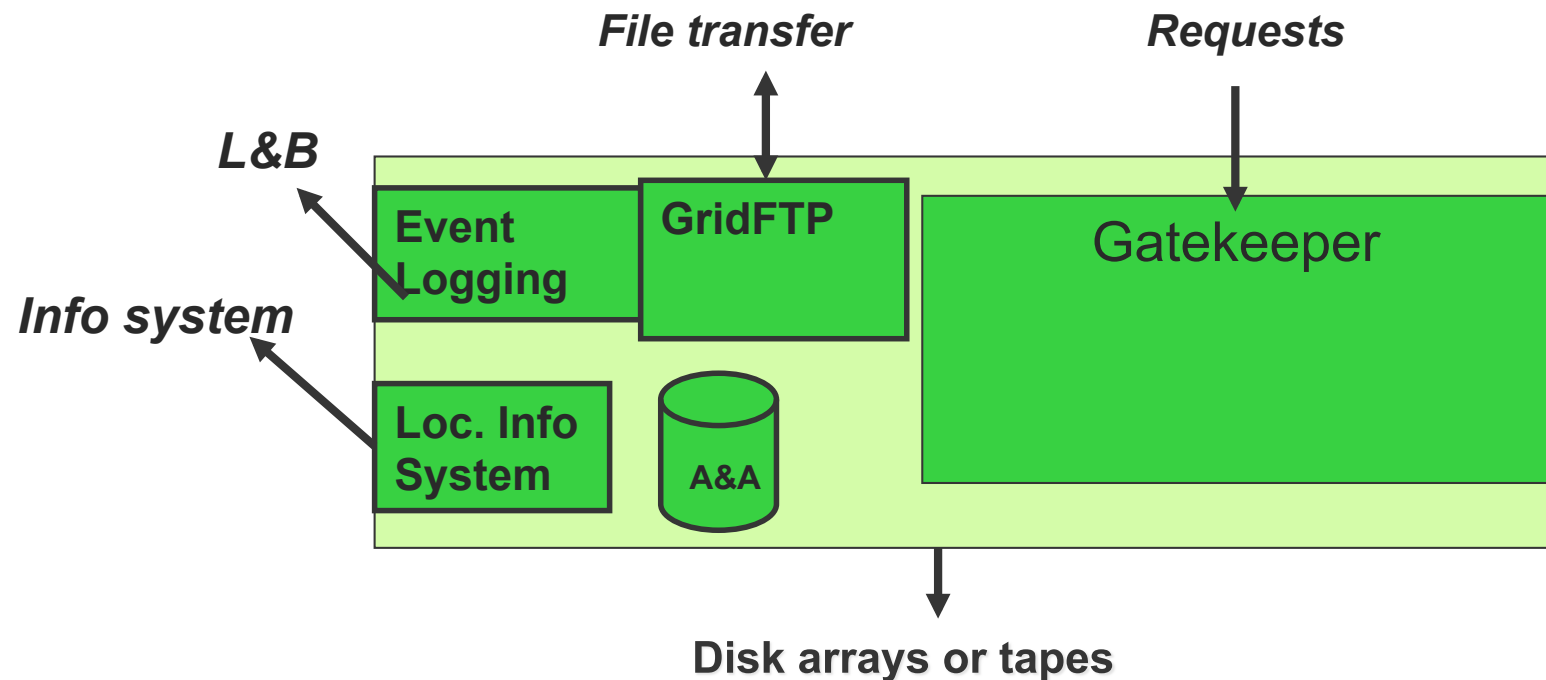 File transfer
Requests
L&B
Event
Logging
GridFTP
Gatekeeper
Info system
Loc. Info
System
A&A
Disk arrays or tapes